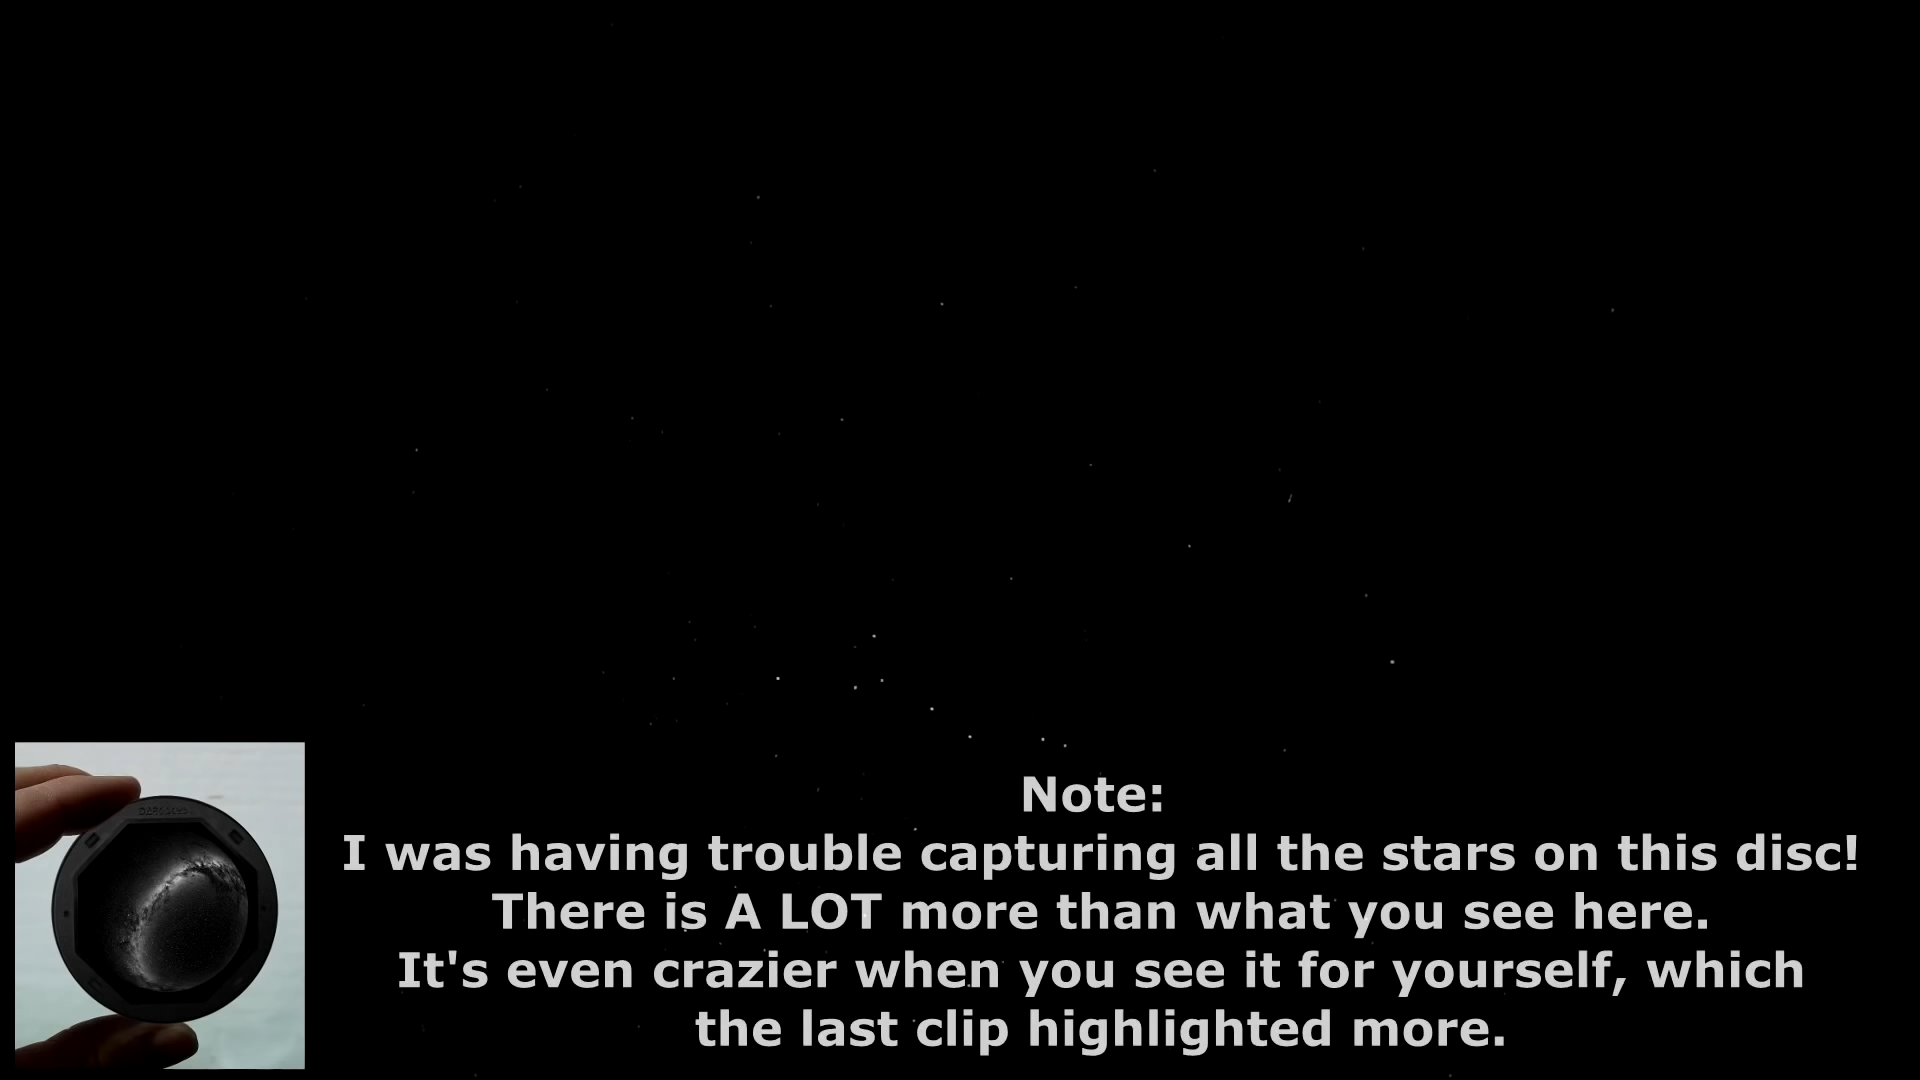 Note:
I was having trouble capturing all the stars on this disc!
There is A LOT more than what you see here.
It's even crazier when you see it for yourself, which
the last clip highlighted more.